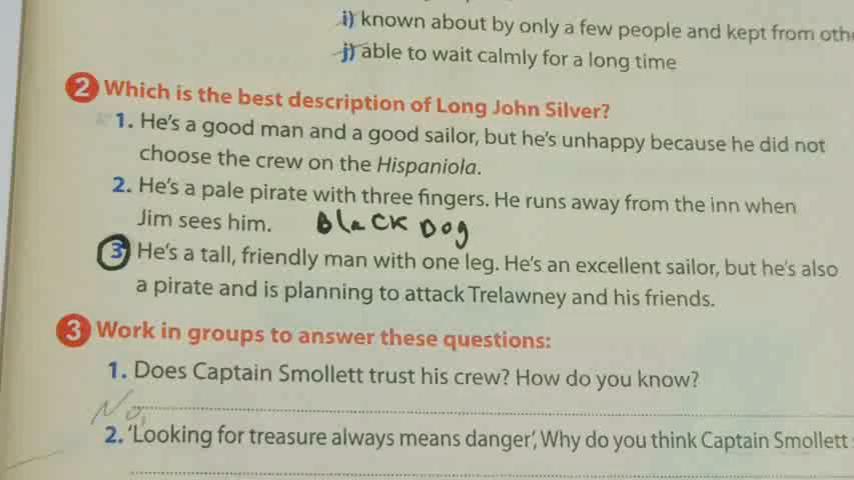 i) known about by only a few people and kept from
j) able to wait calmly for a long time
2 Which is the best description of Long John Silver?
1. He's a good man and a good sailor, but he's unhappy because he did not
choose the crew on the Hispaniola.
2. He's a pale pirate with three fingers. He runs away from the inn when
Jim sees him. Black Dog
3 He's a tall, friendly man with one leg. He's an excellent sailor, but he's also
a pirate and is planning to attack Trelawney and his friends.
3 Work in groups to answer these questions:
1. Does Captain Smollett trust his crew? How do you know?
No,
2. 'Looking for treasure always means danger', Why do you think Captain Smollett